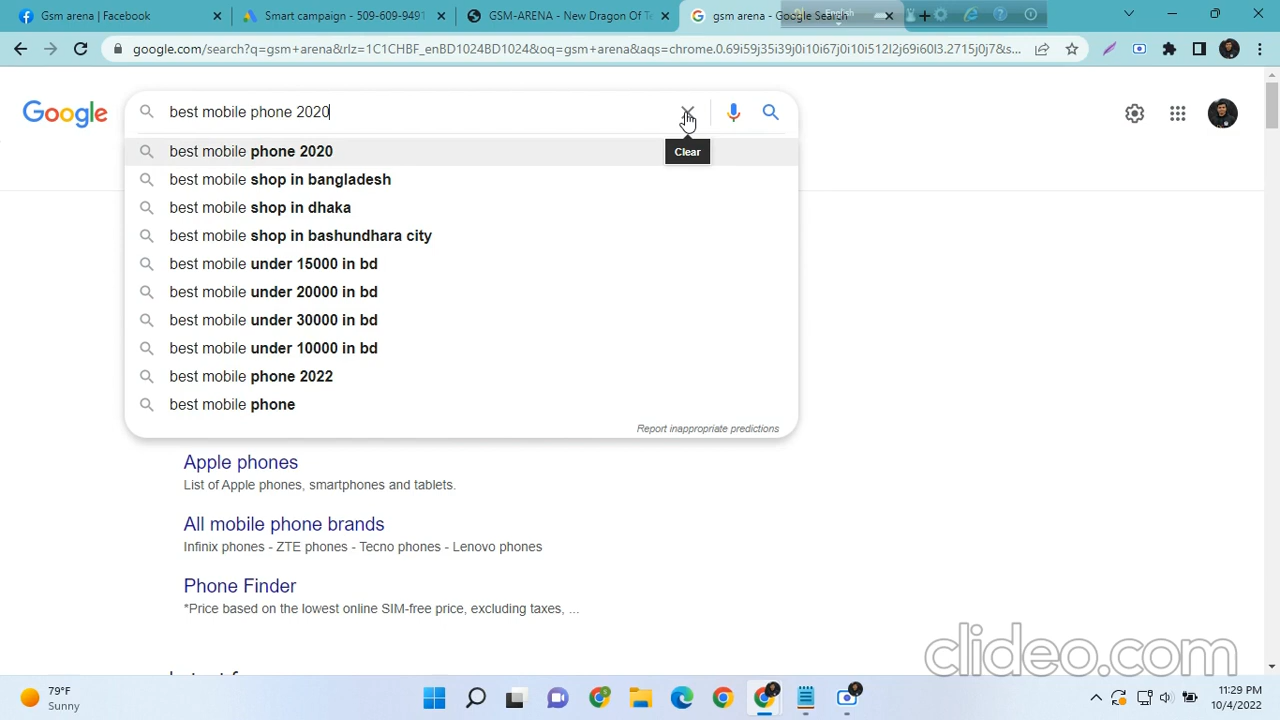 Gsm arena | Facebook
Smart campaign - 509-609-9491
GSM-ARENA - New Dragon Of Te
gsm arena - Google Search
English
google.com/search?q=gsm+arena&rlz=1C1CHBF_enBD1024BD1024&oq=gsm+arena&aqs=chrome.0.69i59j35i39j0i10i67j0i10i512l2j69i60l3.2715j0j7&s...
Google
best mobile phone 2020
Clear
best mobile phone 2020
best mobile shop in bangladesh
best mobile shop in dhaka
best mobile shop in bashundhara city
best mobile under 15000 in bd
best mobile under 20000 in bd
best mobile under 30000 in bd
best mobile under 10000 in bd
best mobile phone 2022
best mobile phone
Report inappropriate predictions
Apple phones
List of Apple phones, smartphones and tablets.
All mobile phone brands
Infinix phones - ZTE phones - Tecno phones - Lenovo phones
Phone Finder
*Price based on the lowest online SIM-free price, excluding taxes, ...
clideo.com
79°F
Sunny
11:29 PM
10/4/2022